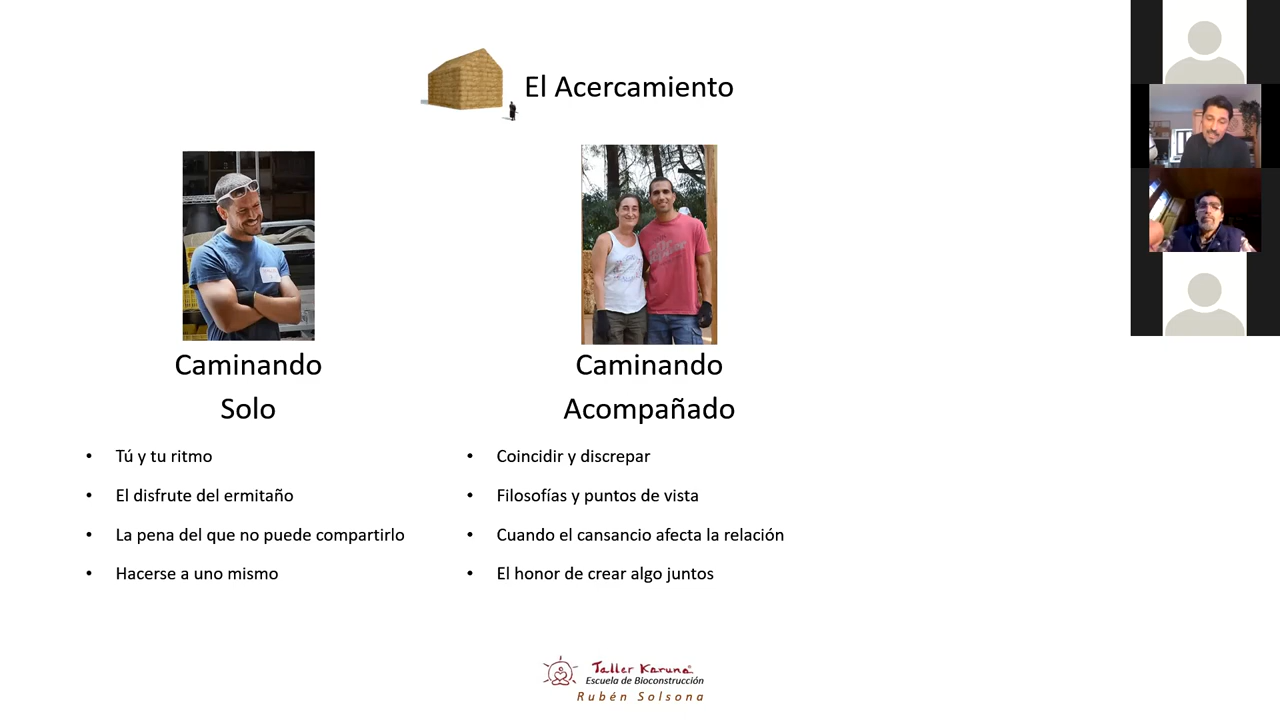 El Acercamiento
Caminando
Solo
• Tú y tu ritmo
• El disfrute del ermitaño
• La pena del que no puede compartirlo
• Hacerse a uno mismo
Caminando
Acompañado
• Coincidir y discrepar
• Filosofías y puntos de vista
• Cuando el cansancio afecta la relación
• El honor de crear algo juntos
Taller Karuna
Escuela de Bioconstrucción
Rubén Solsona